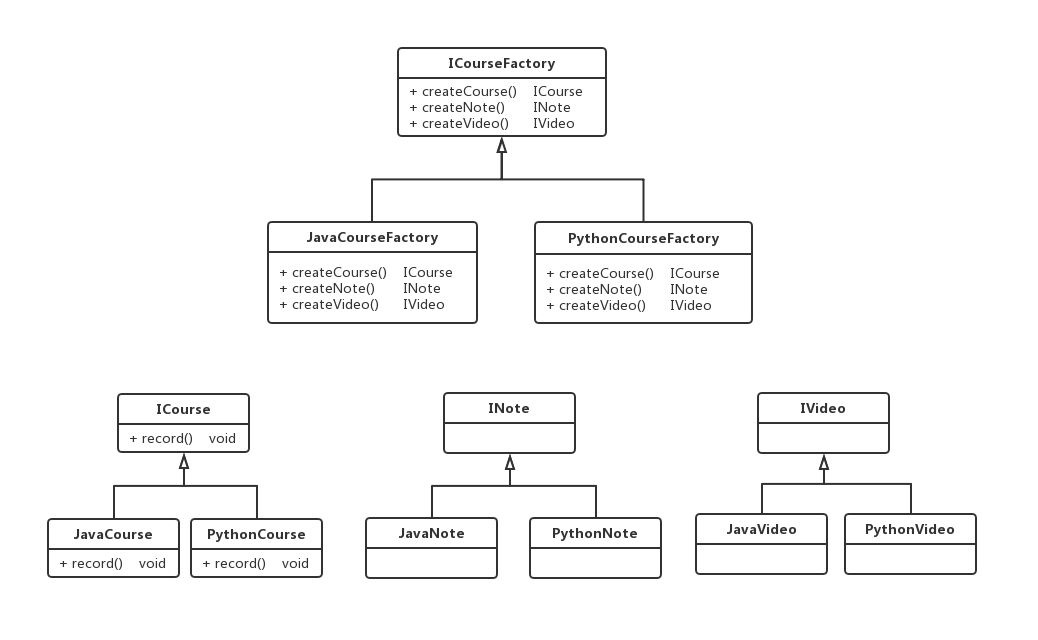 ICourseFactory
+ createCourse() ICourse
+ createNote() INote
+ createVideo() IVideo
JavaCourseFactory
+ createCourse() ICourse
+ createNote() INote
+ createVideo() IVideo
PythonCourseFactory
+ createCourse() ICourse
+ createNote() INote
+ createVideo() IVideo
ICourse
+ record() void
INote
IVideo
JavaCourse
+ record() void
PythonCourse
+ record() void
JavaNote
PythonNote
JavaVideo
PythonVideo